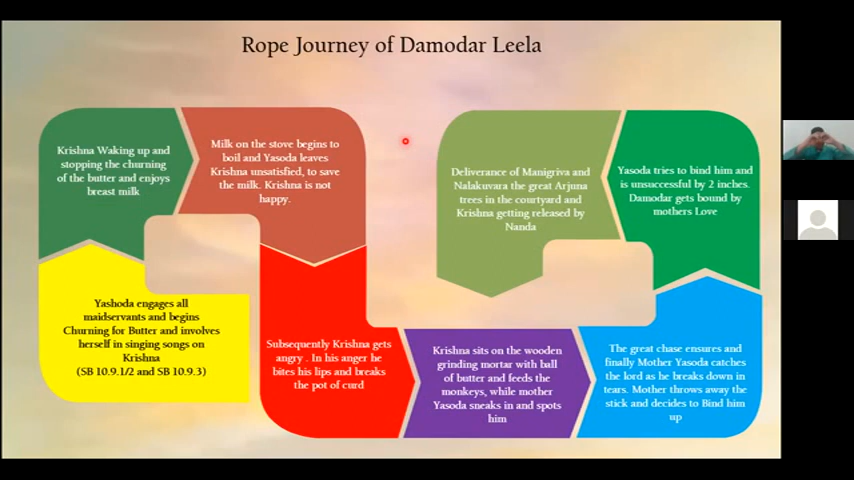 Rope Journey of Damodar Leela
Yashoda engages all
maidservants and begins
Churning for Butter and involves
herself in singing songs on
Krishna
(SB 10.9.1/2 and SB 10.9.3)
Krishna Waking up and
stopping the churning
of the butter and enjoys
breast milk
Milk on the stove begins to
boil and Yasoda leaves
Krishna unsatisfied, to save
the milk. Krishna is not
happy.
Subsequently Krishna gets
angry . In his anger he
bites his lips and breaks
the pot of curd
Krishna sits on the wooden
grinding mortar with ball
of butter and feeds the
monkeys, while mother
Yasoda sneaks in and spots
him
The great chase ensures and
finally Mother Yasoda catches
the lord as he breaks down in
tears. Mother throws away the
stick and decides to Bind him
up
Yasoda tries to bind him and
is unsuccessful by 2 inches.
Damodar gets bound by
mothers Love
Deliverance of Manigriva and
Nalakuvara the great Arjuna
trees in the courtyard and
Krishna getting released by
Nanda